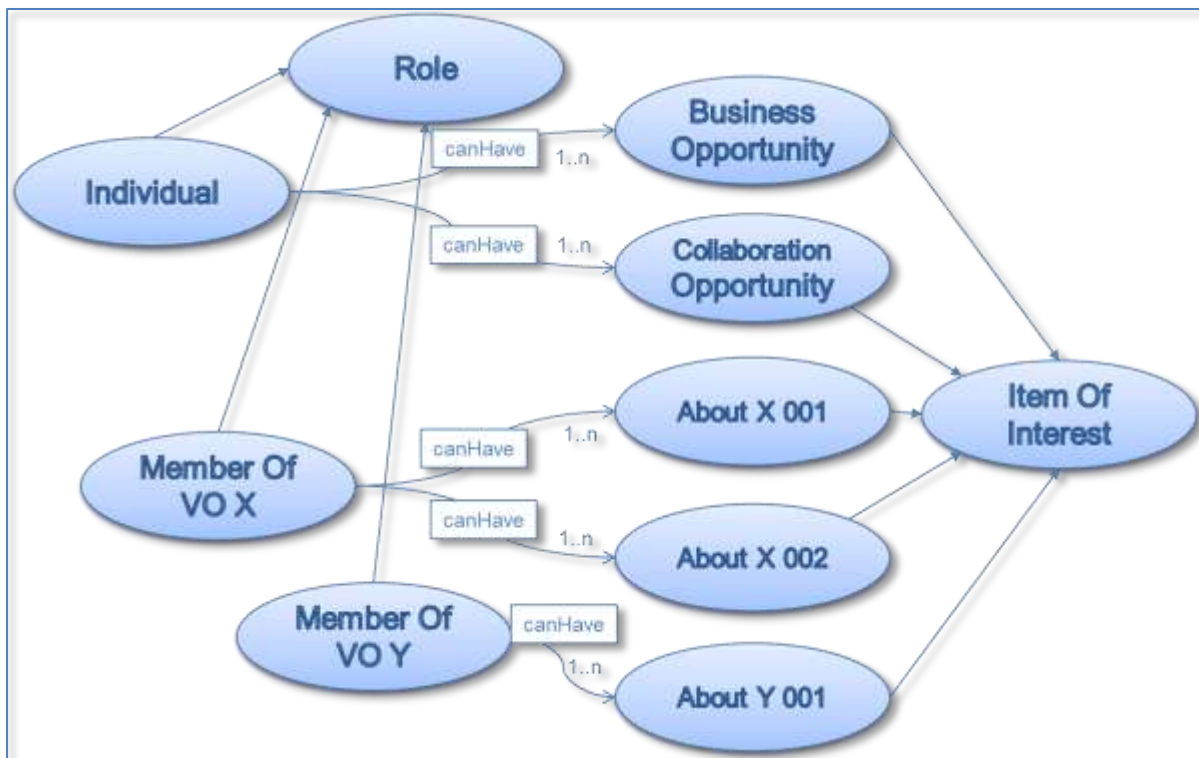 Role
Business
Opportunity
canHave
1..n
Individual
Collaboration
Opportunity
canHave
1..n
About X 001
canHave
1..n
Item Of
Interest
Member Of
VO X
canHave
1..n
About X 002
Member Of
VO Y
canHave
1..n
About Y 001